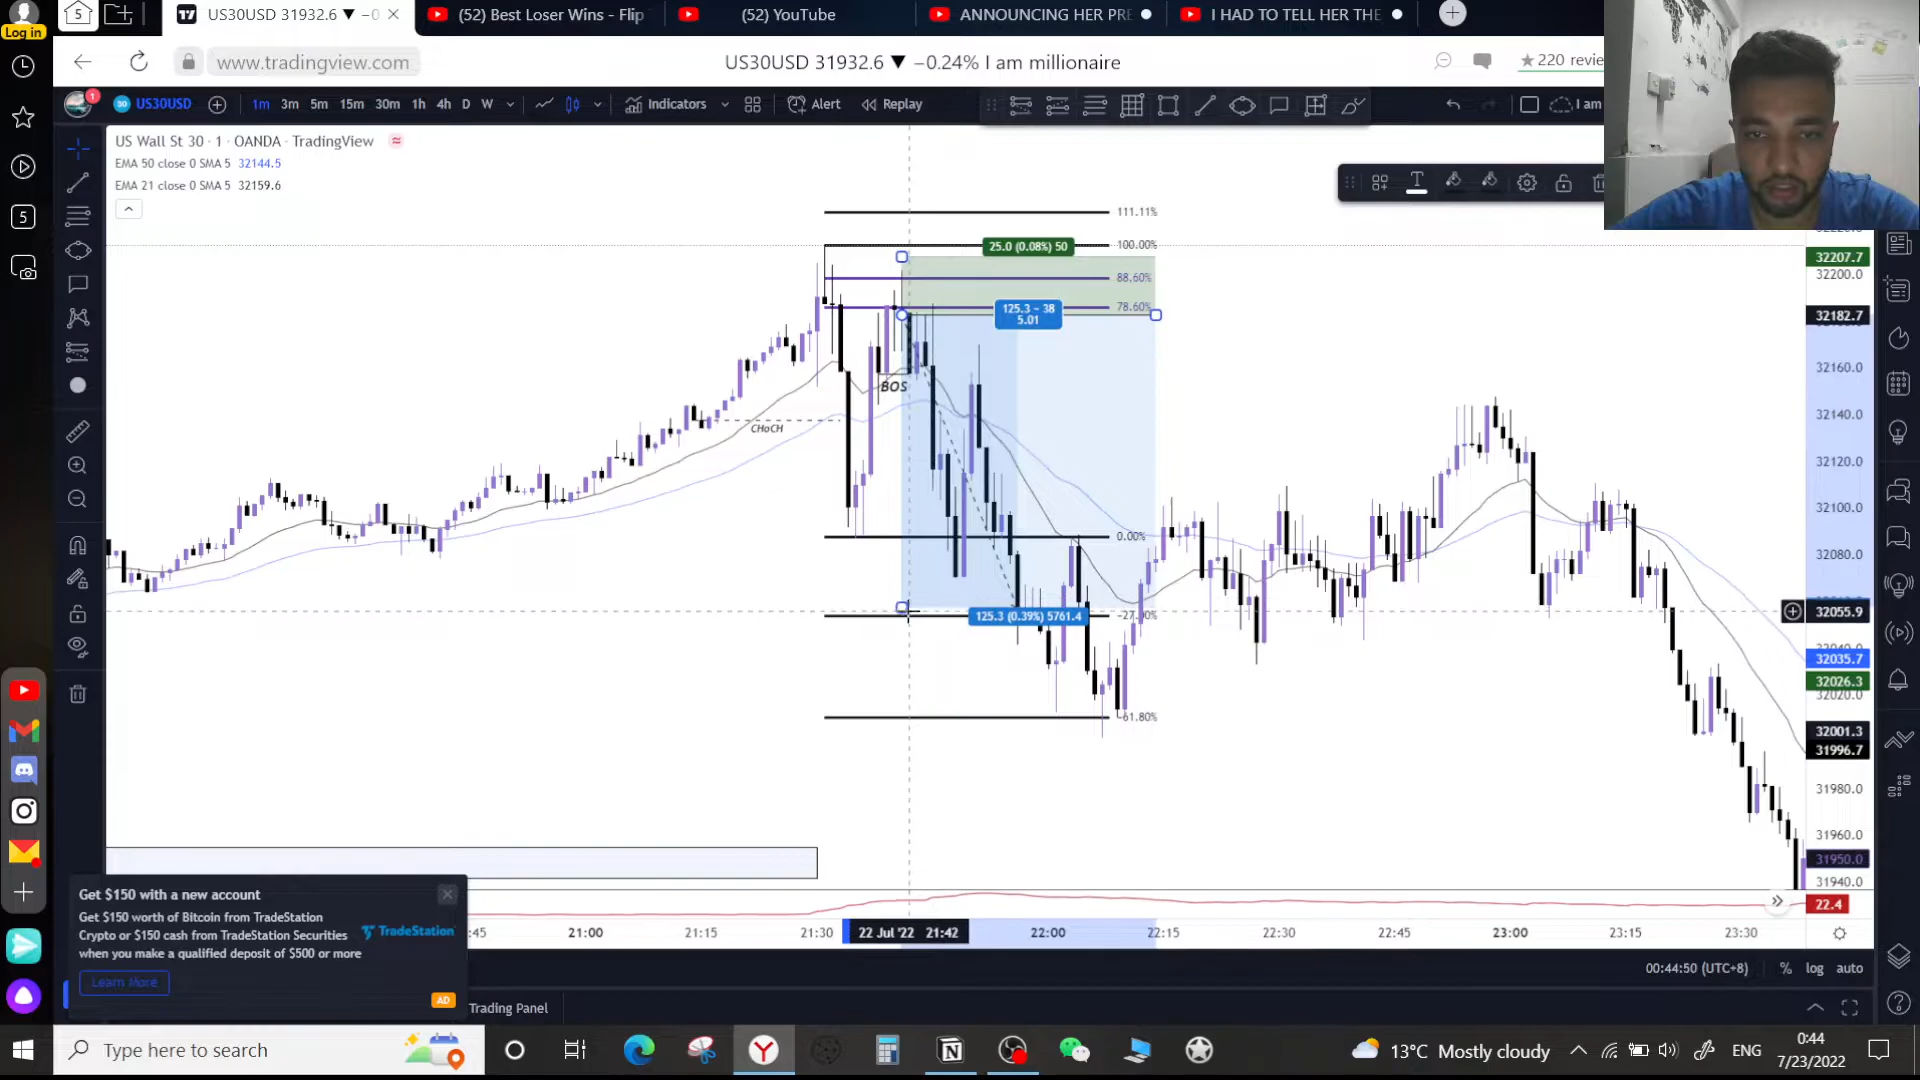 Log in
5
US30USD 31932.6 ▼ −0
(52) Best Loser Wins - Flip
(52) YouTube
ANNOUNCING HER PRE
I HAD TO TELL HER THE
www.tradingview.com
US30USD 31932.6 ▼ −0.24% I am millionaire
★220 revie
1
30
US30USD
1m
3m
5m
15m
30m
1h
4h
D
W
Indicators
Alert
Replay
I am
US Wall St 30 · 1 · OANDA · TradingView
EMA 50 close 0 SMA 5 32144.5
EMA 21 close 0 SMA 5 32159.6
5
T
111.11%
100.00%
25.0 (0.08%) 50
88.60%
78.60%
125.3 ~ 38
5.01
BOS
CHoCH
0.00%
125.3 (0.39%) 5761.4
-61.80%
32207.7
32200.0
32182.7
32160.0
32140.0
32120.0
32100.0
32080.0
32055.9
32035.7
32026.3
32020.0
32001.3
31996.7
31980.0
31960.0
31950.0
31940.0
22.4
Get $150 with a new account
Get $150 worth of Bitcoin from TradeStation
Crypto or $150 cash from TradeStation Securities
when you make a qualified deposit of $500 or more
TradeStation
Learn More
AD
:45
21:00
21:15
21:30
22 Jul '22 21:42
22:00
22:15
22:30
22:45
23:00
23:15
23:30
00:44:50 (UTC+8)
%
log
auto
Trading Panel
Type here to search
13°C Mostly cloudy
ENG
0:44
7/23/2022